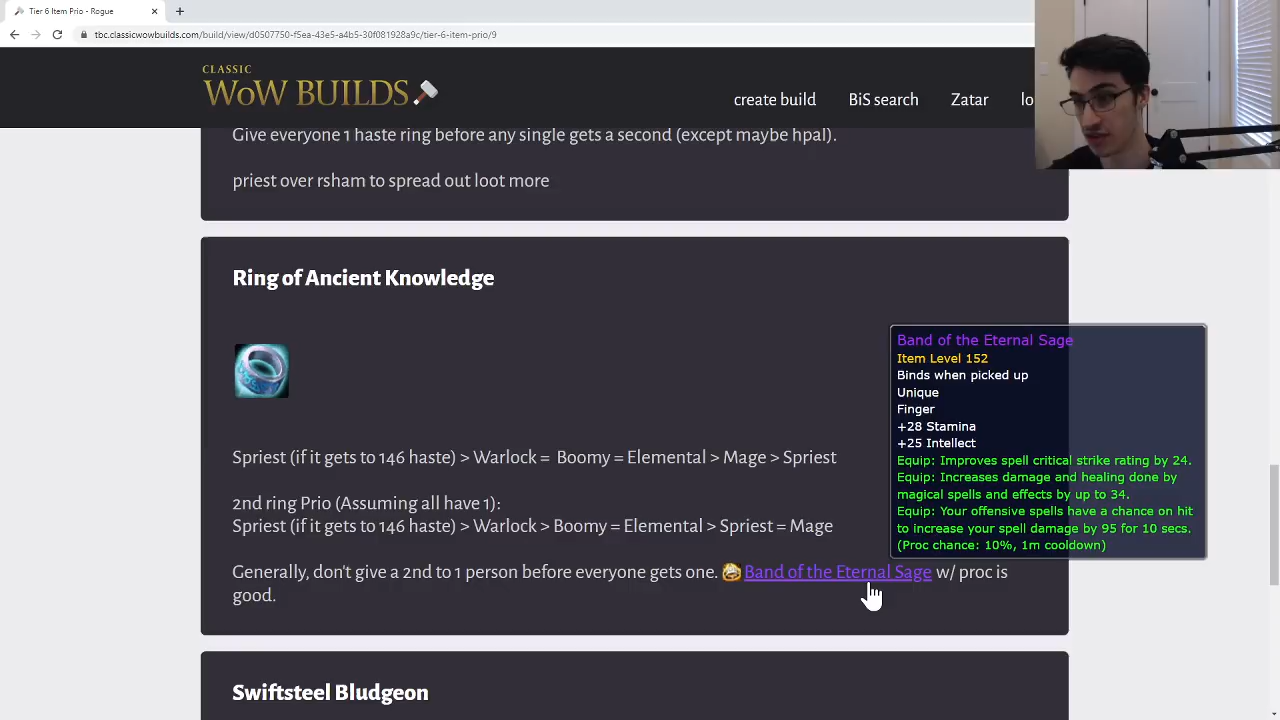 Tier 6 Item Prio - Rogue
tbc.classicwowbuilds.com/build/view/d0507750-f5ea-43e5-a4b5-30f081928a9c/tier-6-item-prio/9
CLASSIC
WoW BUILDS
create build
BiS search
Zatar
lo
Give everyone 1 haste ring before any single gets a second (except maybe hpal).
priest over rsham to spread out loot more
Ring of Ancient Knowledge
Spriest (if it gets to 146 haste) > Warlock = Boomy = Elemental > Mage > Spriest
2nd ring Prio (Assuming all have 1):
Spriest (if it gets to 146 haste) > Warlock > Boomy = Elemental > Spriest = Mage
Generally, don't give a 2nd to 1 person before everyone gets one. Band of the Eternal Sage w/ proc is
good.
Band of the Eternal Sage
Item Level 152
Binds when picked up
Unique
Finger
+28 Stamina
+25 Intellect
Equip: Improves spell critical strike rating by 24.
Equip: Increases damage and healing done by
magical spells and effects by up to 34.
Equip: Your offensive spells have a chance on hit
to increase your spell damage by 95 for 10 secs.
(Proc chance: 10%, 1m cooldown)
Swiftsteel Bludgeon